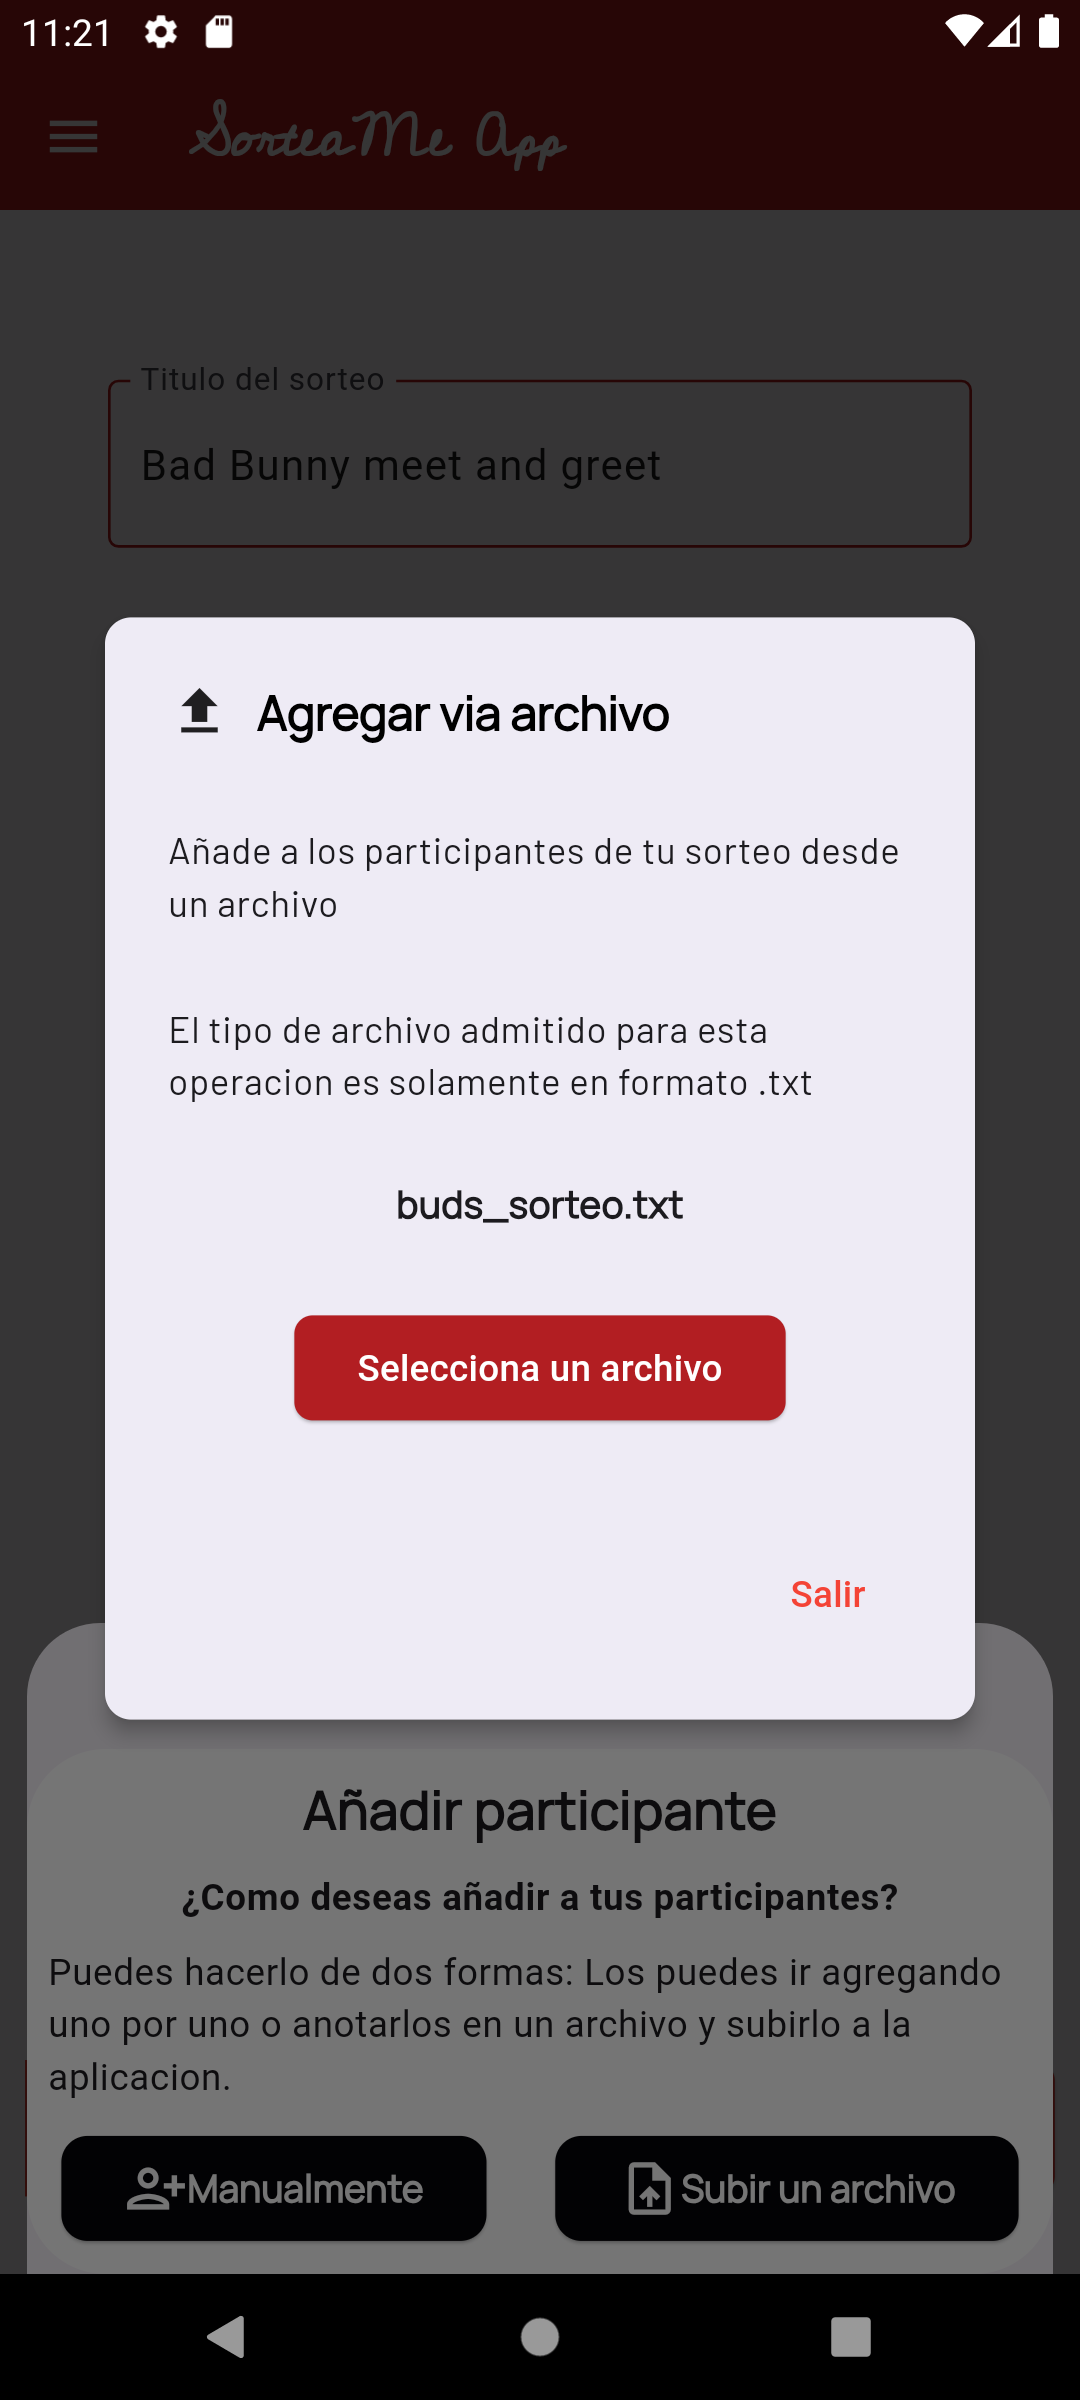 11:21
SorteaMe App
Titulo del sorteo
Bad Bunny meet and greet
Agregar via archivo
Añade a los participantes de tu sorteo desde
un archivo
El tipo de archivo admitido para esta
operacion es solamente en formato .txt
buds_sorteo.txt
Selecciona un archivo
Salir
Añadir participante
¿Como deseas añadir a tus participantes?
Puedes hacerlo de dos formas: Los puedes ir agregando
uno por uno o anotarlos en un archivo y subirlo a la
aplicacion.
Manualmente
Subir un archivo